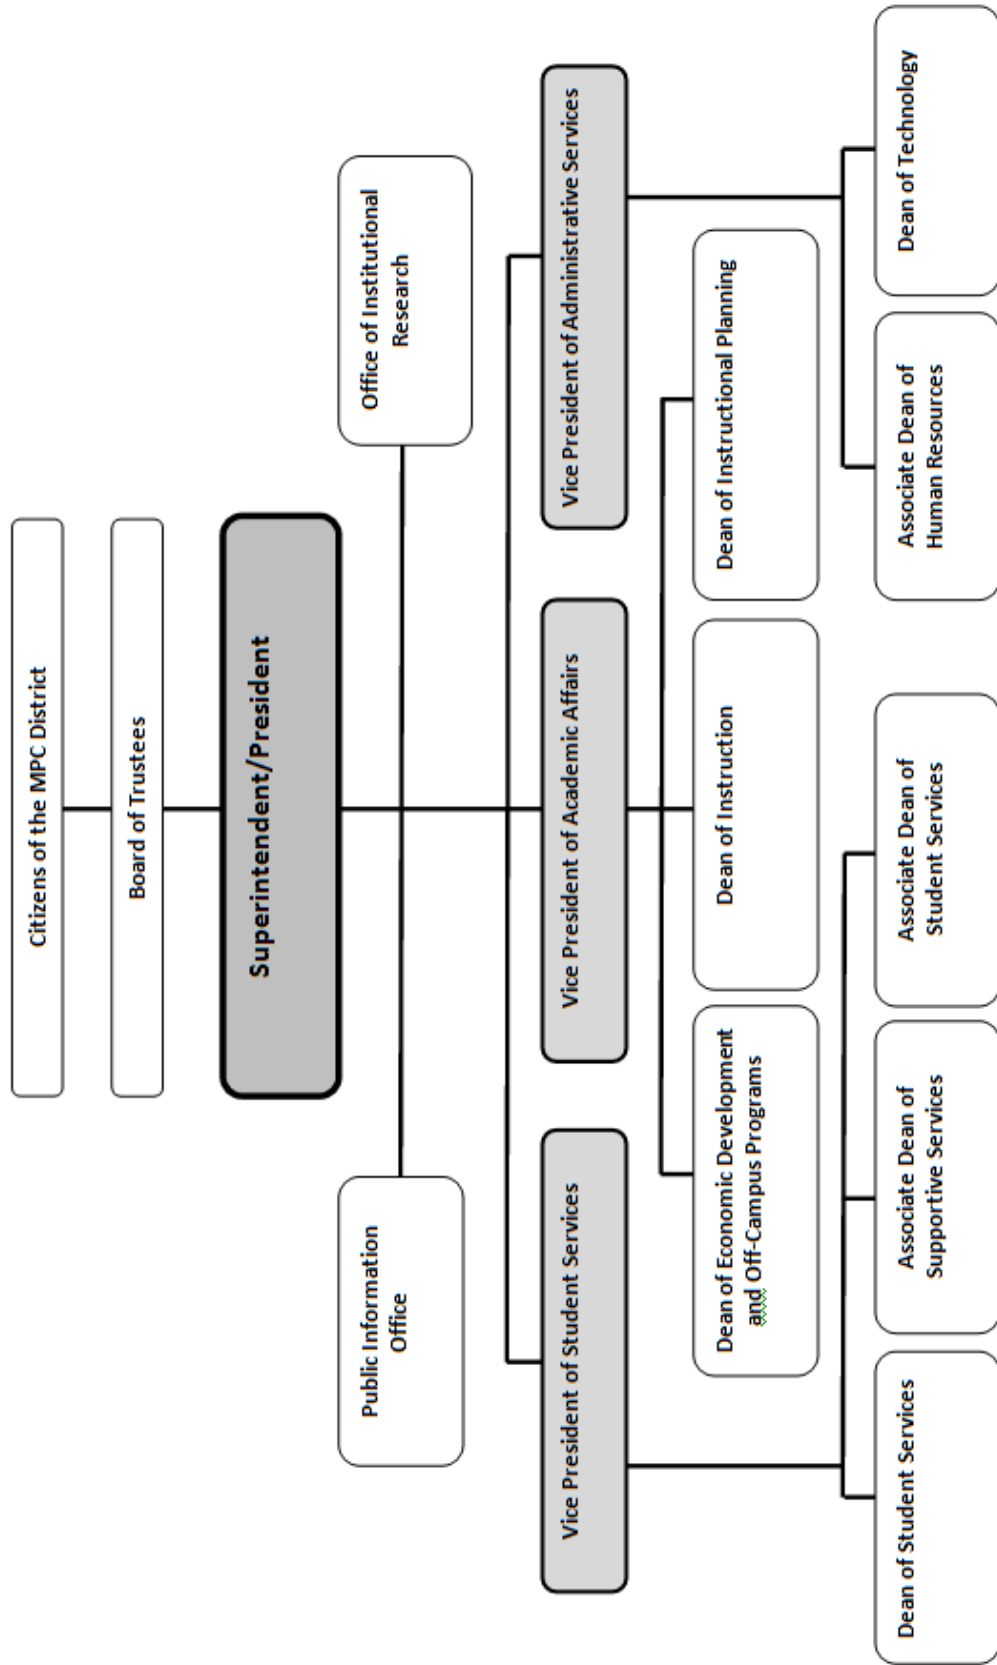 Citizens of the MPC District
Board of Trustees
Superintendent/President
Public Information
Office
Office of Institutional
Research
Vice President of Student Services
Vice President of Academic Affairs
Vice President of Administrative Services
Dean of Economic Development
and Off-Campus Programs
Dean of Instruction
Dean of Instructional Planning
Dean of Student Services
Associate Dean of
Supportive Services
Associate Dean of
Student Services
Associate Dean of
Human Resources
Dean of Technology